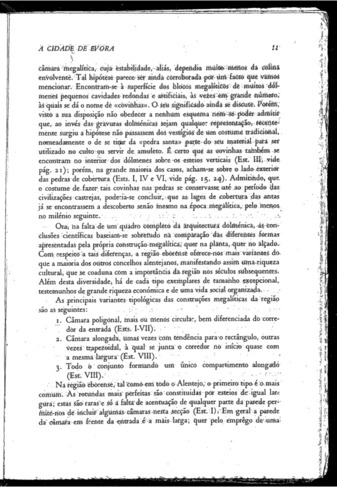 A CIDADE DE EVORA 11
câmara megalítica, cuja estabilidade, aliás, dependia muito menos da colina
envolvente. Tal hipótese parece ser ainda corroborada por um facto que vamos
mencionar. Encontram-se à superfície dos blocos megalíticos de muitos dól-
menes pequenos cavidades redondas e artificiais, às vezes em grande número,
às quais se dá o nome de «covinhas». O seu significado ainda se discute. Porém,
visto a sua disposição não obedecer a nenhum esquema nem se poder admitir
que, ao invés das gravuras dolménicas sejam qualquer representação, recente-
mente surgiu a hipótese não passassem dos vestígios de um costume tradicional,
nomeadamente o de se tirar da «pedra santa» parte do seu material para ser
utilizado no culto ou servir de amuleto. É certo que as covinhas também se
encontram no interior dos dólmenes sobre os esteios verticais (Est. III; vide
pág. 21); porém, na grande maioria dos casos, acham-se sobre o lado exterior
das pedras de cobertura (Ests. I, IV e VI, vide pág. 15, 24). Admitindo, que
o costume de fazer tais covinhas nas pedras se conservasse até ao período das
civilizações castrejas, poderia-se concluir, que as lagens de cobertura das antas
já se encontrassem a descoberto senão mesmo na época megalítica, pelo menos
no milénio seguinte.
Ora, na falta de um quadro completo da arquitectura dolménica, as con-
clusões científicas baseiam-se sobretudo na comparação das diferentes formas
apresentadas pela própria construção megalítica, quer na planta, quer no alçado.
Com respeito a tais diferenças, a região eborense oferece-nos mais variantes do
que a maioria dos outros concelhos alentejanos, manifestando assim uma riqueza
cultural, que se coaduna com a importância da região nos séculos subsequentes.
Além desta diversidade, há de cada tipo exemplares de tamanho excepcional,
testemunhos de grande riqueza económica e de uma vida social organizada.
As principais variantes tipológicas das construções megalíticas da região
são as seguintes:
1. Câmara poligonal, mais ou menos circular, bem diferenciada do corre-
dor da entrada (Ests. I-VII).
2. Câmara alongada, umas vezes com tendência para o rectângulo, outras
vezes trapezoidal, à qual se junta o corredor no início quase com
a mesma largura (Est. VIII).
3. Todo o conjunto formando um único compartimento alongado
(Est. VIII).
Na região eborense, tal como em todo o Alentejo, o primeiro tipo é o mais
comum. As rotundas mais perfeitas são constituídas por esteios de igual lar-
gura; estas são raras e só a falta de acentuação de qualquer parte da parede per-
mite-nos de incluir algumas câmaras nesta secção (Est. I). Em geral a parede
da câmara em frente da entrada é a mais larga; quer pelo emprêgo de uma